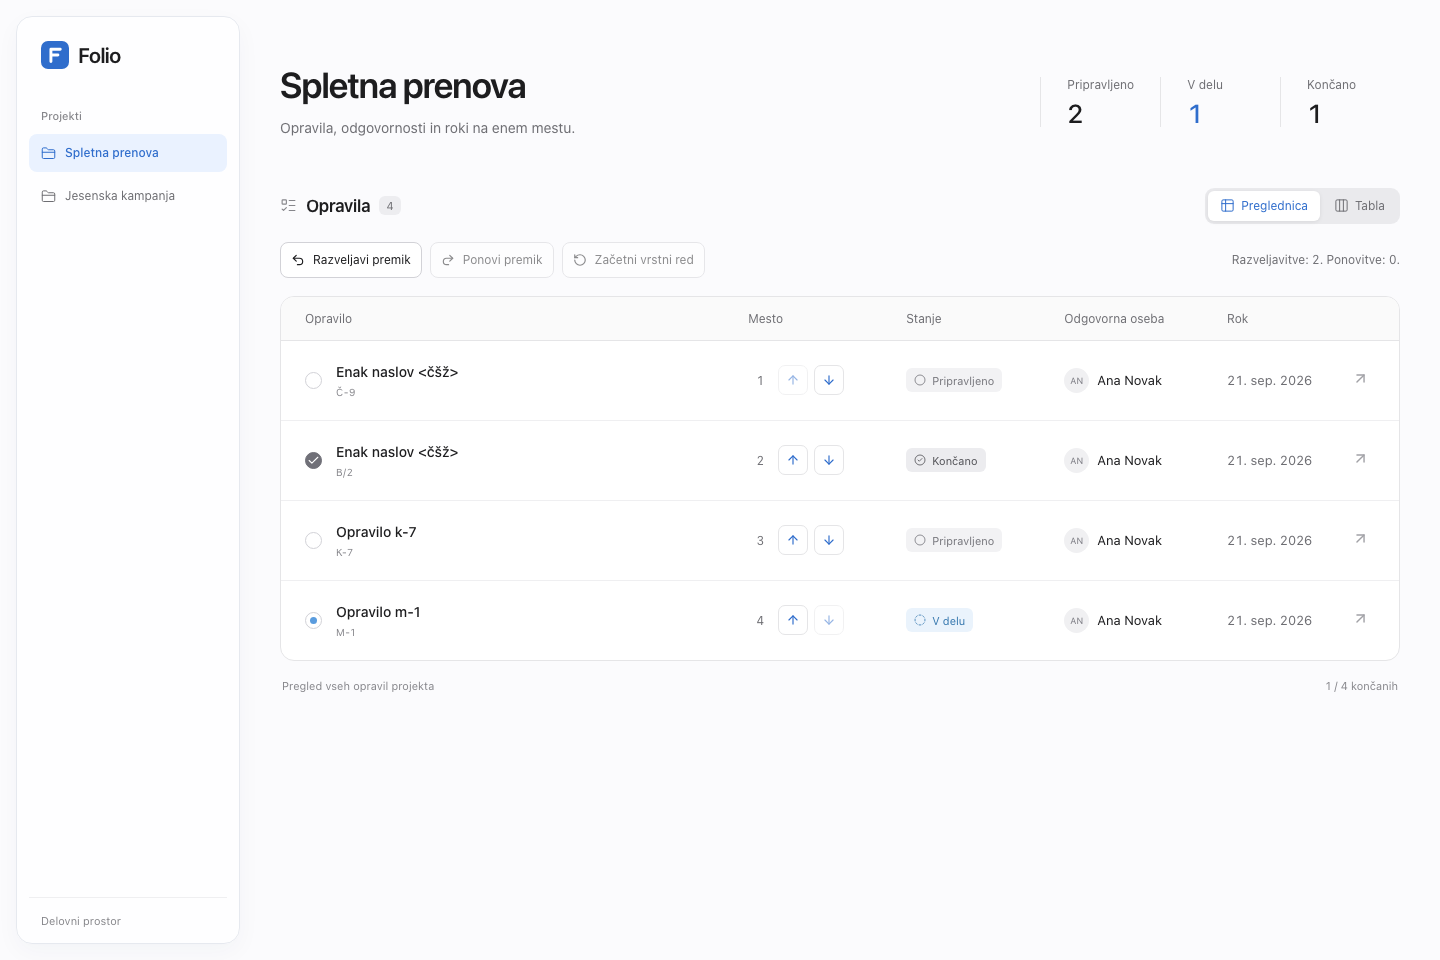 Folio
Projekti
Spletna prenova
Jesenska kampanja
Delovni prostor
Spletna prenova
Opravila, odgovornosti in roki na enem mestu.
Pripravljeno
2
V delu
1
Končano
1
Opravila 4
Preglednica Tabla
Razveljavi premik Ponovi premik Začetni vrstni red
Razveljavitve: 2. Ponovitve: 0.
Opravilo Mesto Stanje Odgovorna oseba Rok
Enak naslov <čšž>
Č-9
1 Pripravljeno AN Ana Novak 21. sep. 2026
Enak naslov <čšž>
B/2
2 Končano AN Ana Novak 21. sep. 2026
Opravilo k-7
K-7
3 Pripravljeno AN Ana Novak 21. sep. 2026
Opravilo m-1
M-1
4 V delu AN Ana Novak 21. sep. 2026
Pregled vseh opravil projekta
1 / 4 končanih